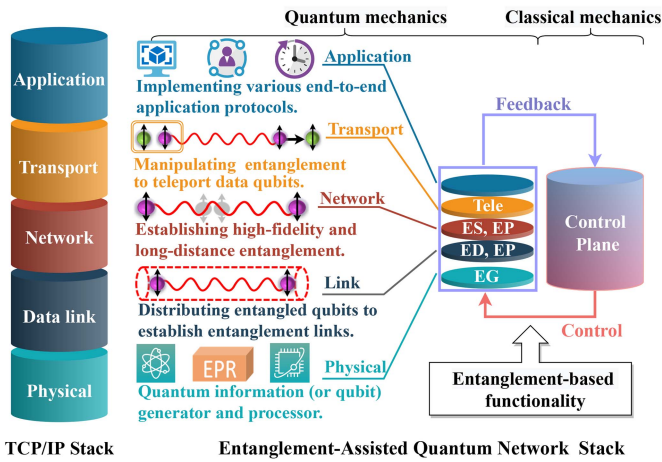 Quantum mechanics
Classical mechanics
Application
Transport
Network
Data link
Physical
TCP/IP Stack
Application
Implementing various end-to-end
application protocols.
Transport
Manipulating entanglement
to teleport data qubits.
Network
Establishing high-fidelity and
long-distance entanglement.
Link
Distributing entangled qubits to
establish entanglement links.
EPR
Physical
Quantum information (or qubit)
generator and processor.
Tele
ES, EP
ED, EP
EG
Feedback
Control
Plane
Control
Entanglement-based
functionality
Entanglement-Assisted Quantum Network Stack